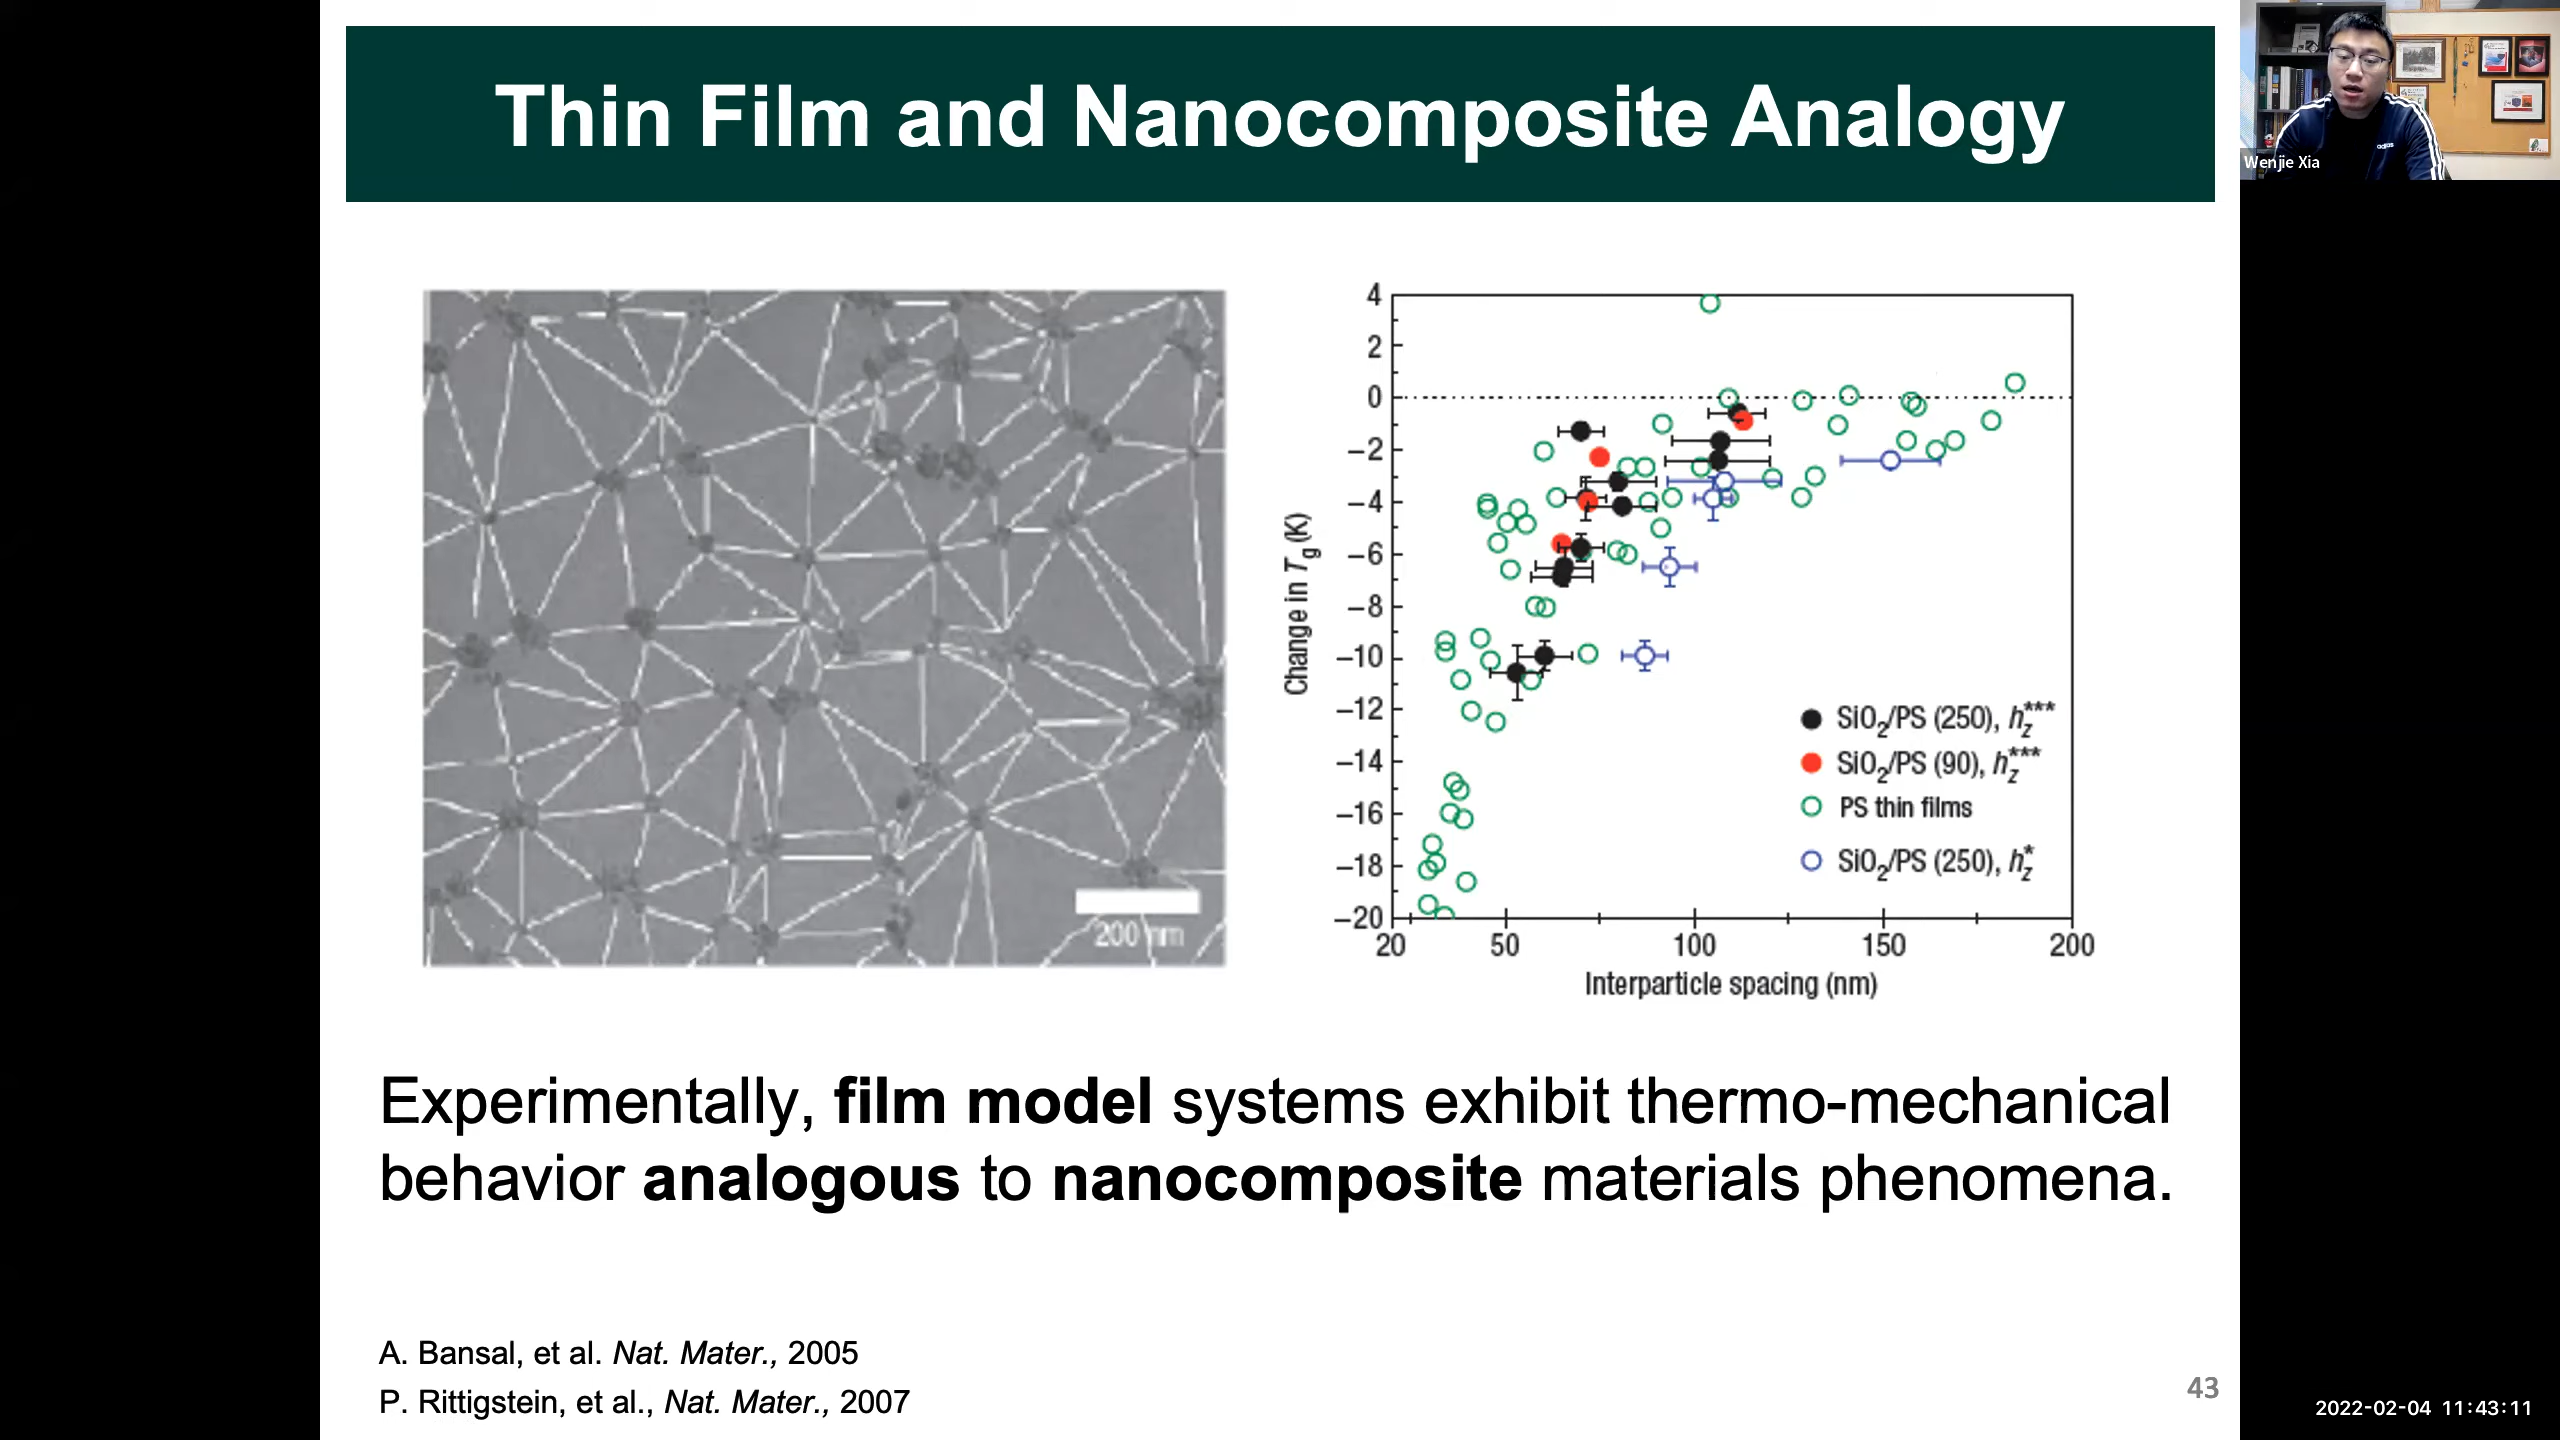 Thin Film and Nanocomposite Analogy
Wenjie Xia
adidas
200 nm
4
2
0
−2
−4
−6
−8
−10
−12
−14
−16
−18
−20
Change in Tg (K)
20 50 100 150 200
Interparticle spacing (nm)
SiO2/PS (250), hz***
SiO2/PS (90), hz***
PS thin films
SiO2/PS (250), hz*
Experimentally, film model systems exhibit thermo-mechanical
behavior analogous to nanocomposite materials phenomena.
A. Bansal, et al. Nat. Mater., 2005
P. Rittigstein, et al., Nat. Mater., 2007
43
2022-02-04 11:43:11